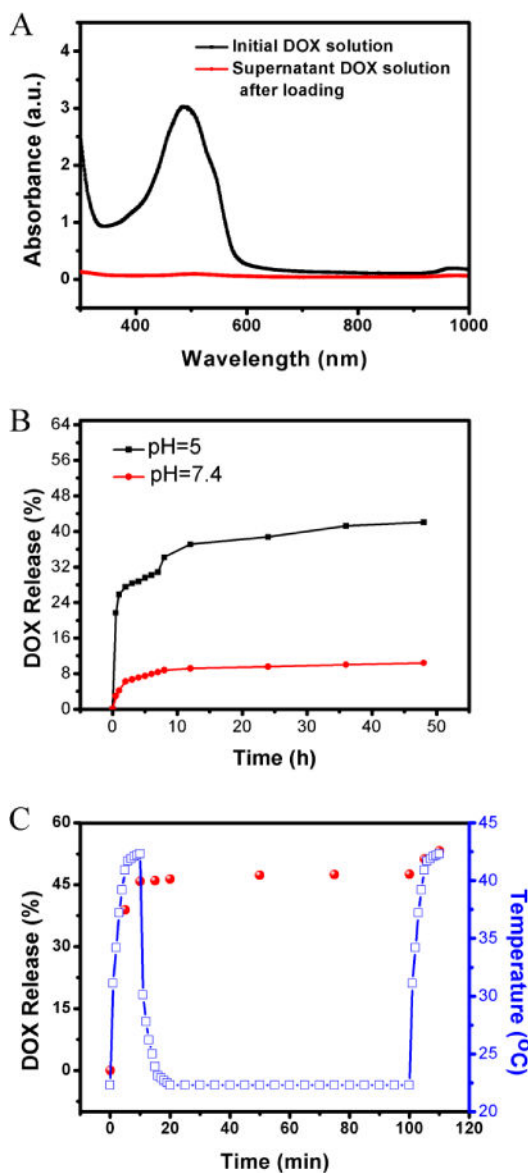 A
Initial DOX solution
Supernatant DOX solution
after loading
Absorbance (a.u.)
4
3
2
1
0
400 600 800 1000
Wavelength (nm)
B
pH=5
pH=7.4
DOX Release (%)
64
56
48
40
32
24
16
8
0
0 10 20 30 40 50
Time (h)
C
DOX Release (%)
60
45
30
15
0
45
40
35
30
25
20
Temperature (ºC)
0 20 40 60 80 100 120
Time (min)